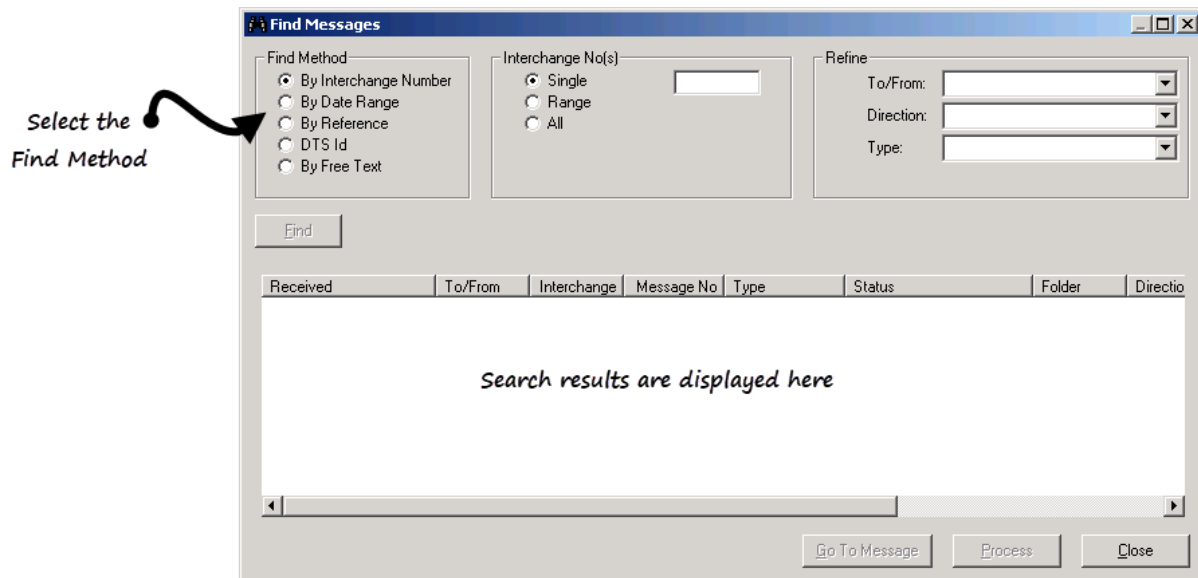 Find Messages
Select the
Find Method
Find Method
By Interchange Number
By Date Range
By Reference
DTS Id
By Free Text
Interchange No(s)
Single
Range
All
Refine
To/From:
Direction:
Type:
Find
Received To/From Interchange Message No Type Status Folder Directio
Search results are displayed here
Go To Message Process Close